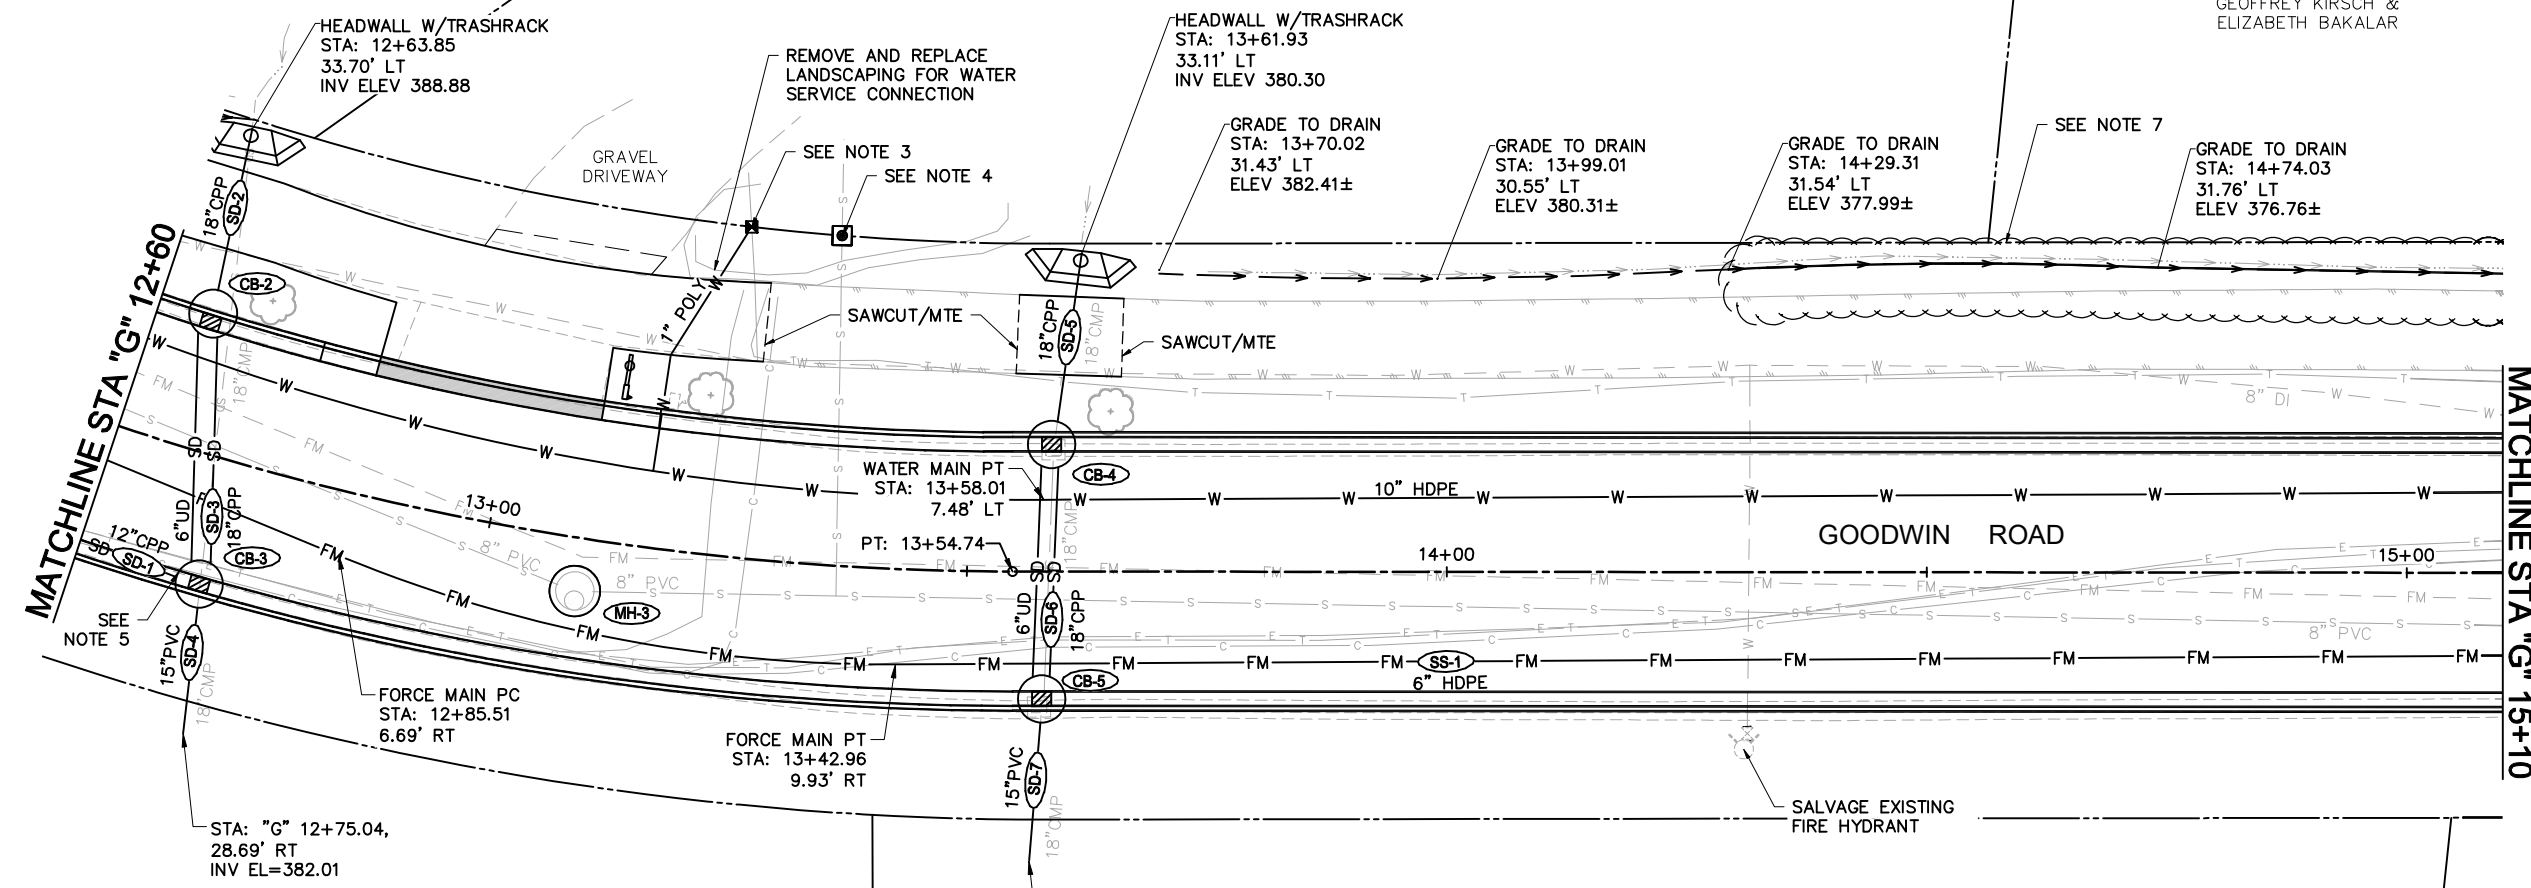 GEOFFREY KIRSCH &
ELIZABETH BAKALAR
HEADWALL W/TRASHRACK
STA: 12+63.85
33.70' LT
INV ELEV 388.88
REMOVE AND REPLACE
LANDSCAPING FOR WATER
SERVICE CONNECTION
HEADWALL W/TRASHRACK
STA: 13+61.93
33.11' LT
INV ELEV 380.30
GRADE TO DRAIN
STA: 13+70.02
31.43' LT
ELEV 382.41±
GRADE TO DRAIN
STA: 13+99.01
30.55' LT
ELEV 380.31±
GRADE TO DRAIN
STA: 14+29.31
31.54' LT
ELEV 377.99±
SEE NOTE 7
GRADE TO DRAIN
STA: 14+74.03
31.76' LT
ELEV 376.76±
GRAVEL
DRIVEWAY
SEE NOTE 3
SEE NOTE 4
18"CPP
SD-2
CB-2
MATCHLINE STA "G" 12+60
1" POLY
SAWCUT/MTE
18"CPP
SD-5
18"CMP
SAWCUT/MTE
18"CMP
8" DI
MATCHLINE STA "G" 15+10
WATER MAIN PT
STA: 13+58.01
7.48' LT
CB-4
10" HDPE
6"UD
SD-3
18"CPP
13+00
8" PVC
PT: 13+54.74
18"CMP
14+00
GOODWIN ROAD
15+00
12"CPP
SD-1
CB-3
8" PVC
MH-3
6"UD
SD-6
18"CPP
8" PVC
SEE
NOTE 5
15"PVC
SD-4
18"CMP
SS-1
6" HDPE
CB-5
FORCE MAIN PC
STA: 12+85.51
6.69' RT
FORCE MAIN PT
STA: 13+42.96
9.93' RT
15"PVC
SD-7
18"CMP
SALVAGE EXISTING
FIRE HYDRANT
STA: "G" 12+75.04,
28.69' RT
INV EL=382.01